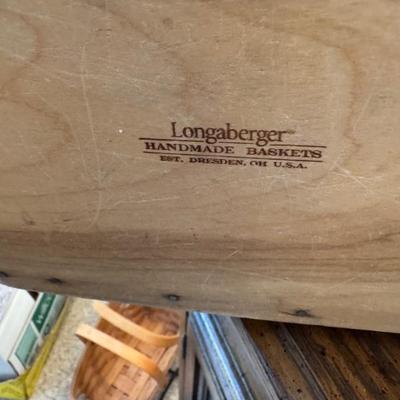 Longaberger
HANDMADE BASKETS
EST. DRESDEN, OH U.S.A.